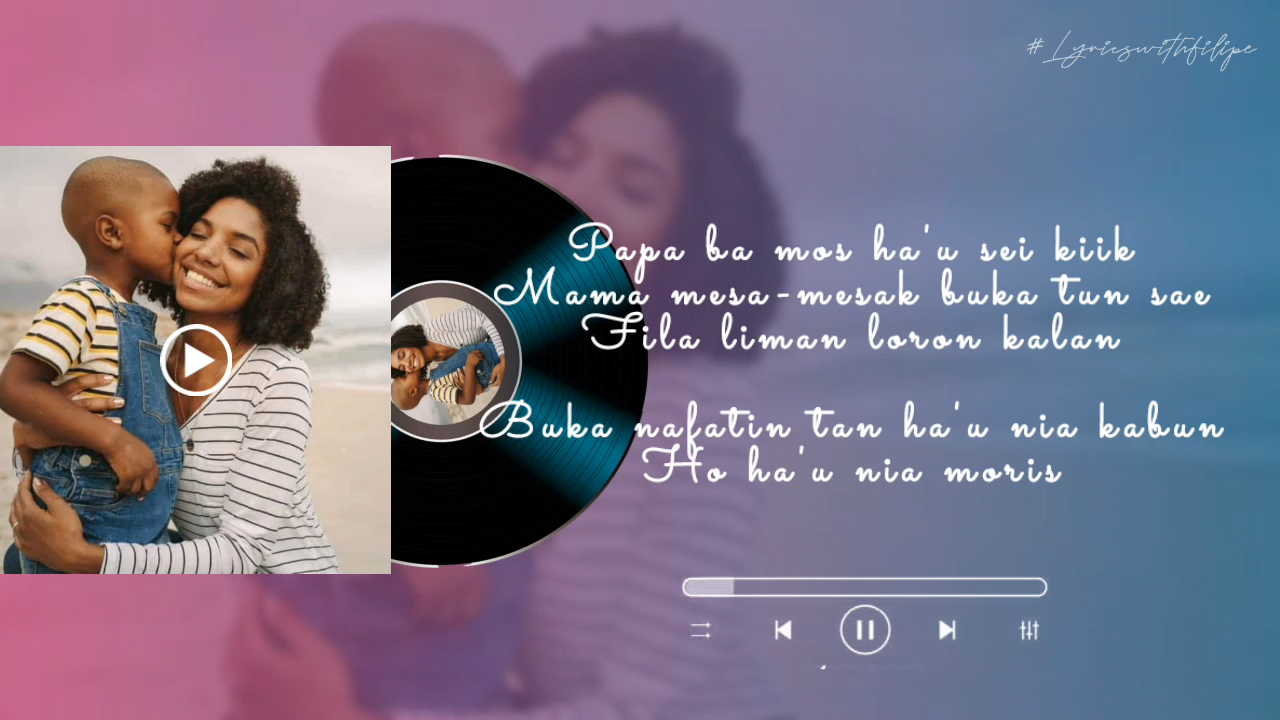 # Lyricswithfilipe
Papa ba mos ha'u sei kiik
Mama mesa-mesak buka tun sae
Fila liman loron kalan
Buka nafatin tan ha'u nia kabun
Ho ha'u nia moris